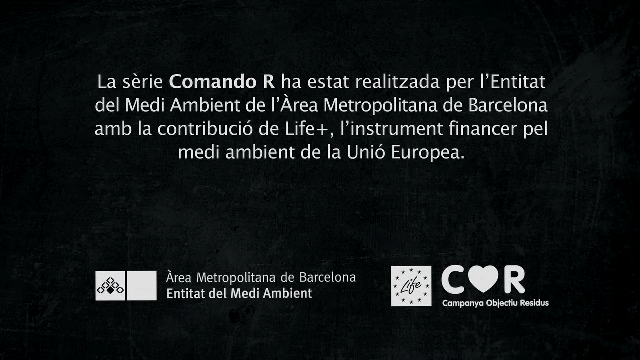 La sèrie Comando R ha estat realitzada per l'Entitat
del Medi Ambient de l'Àrea Metropolitana de Barcelona
amb la contribució de Life+, l'instrument financer pel
medi ambient de la Unió Europea.
Àrea Metropolitana de Barcelona
Entitat del Medi Ambient
Life
C♥R
Campanya Objectiu Residus